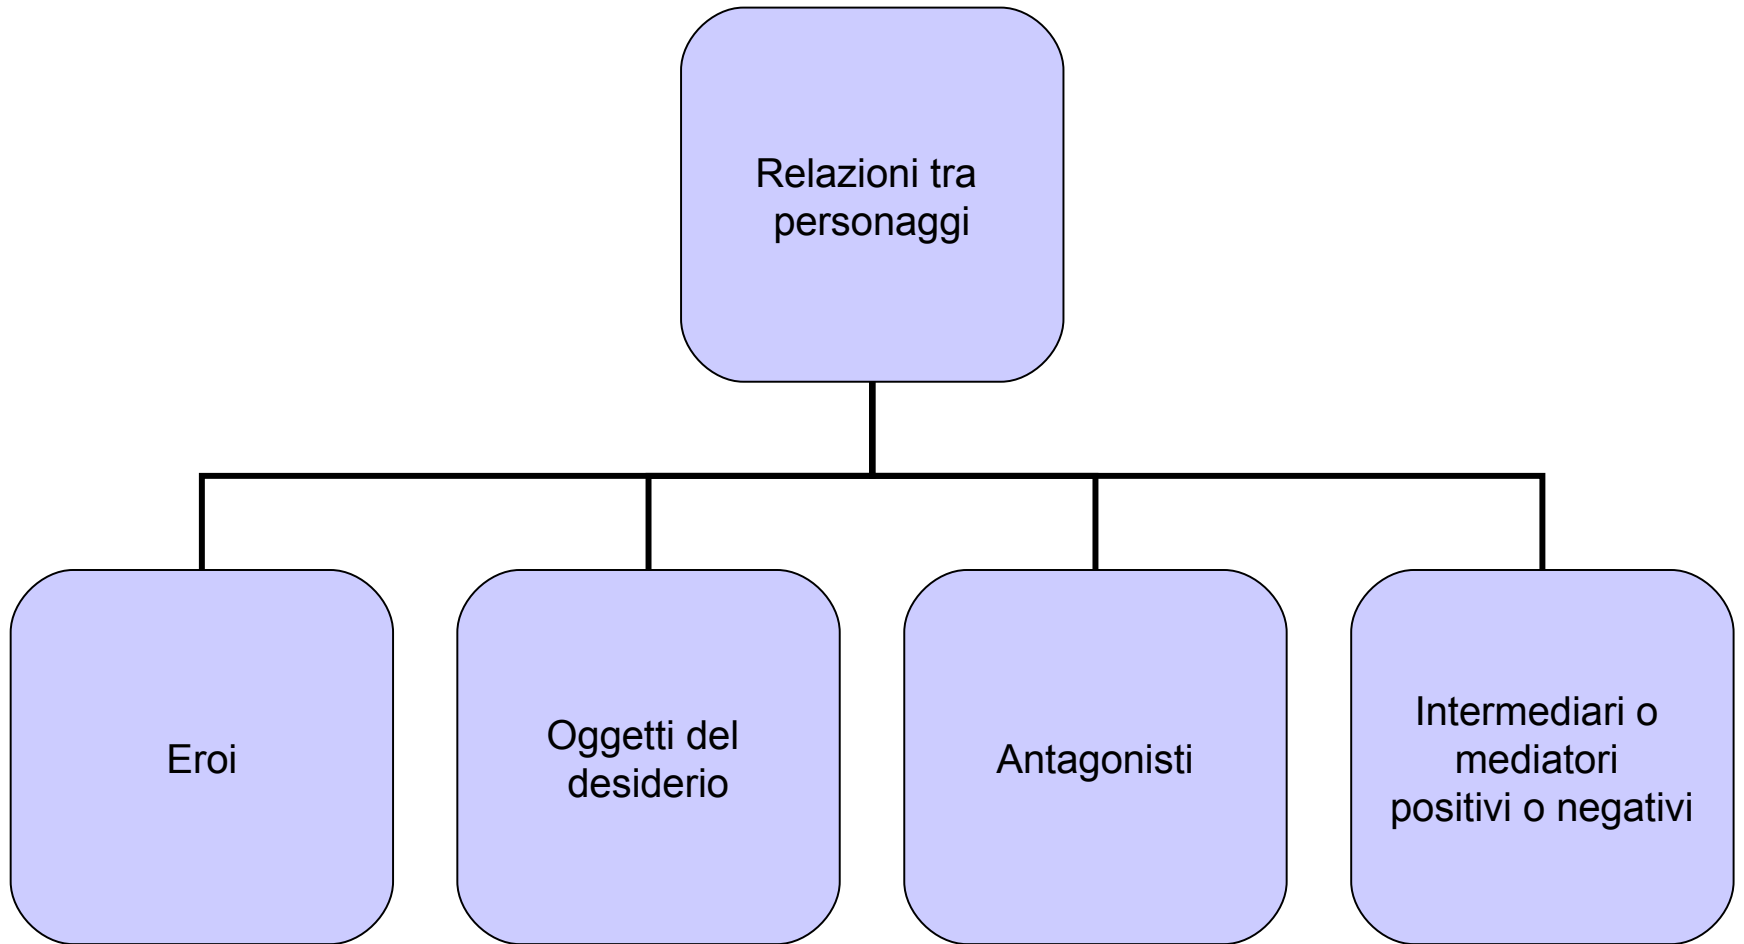 Relazioni tra
personaggi
Eroi
Oggetti del
desiderio
Antagonisti
Intermediari o
mediatori
positivi o negativi